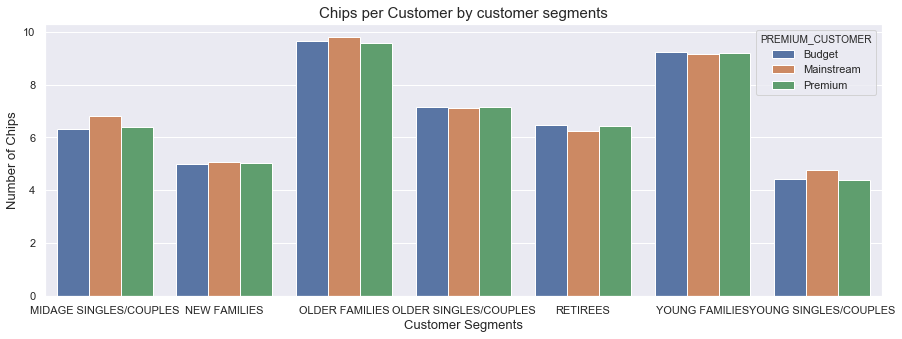 Chips per Customer by customer segments
PREMIUM_CUSTOMER
Budget
Mainstream
Premium
Number of Chips
10
8
6
4
2
0
MIDAGE SINGLES/COUPLES NEW FAMILIES OLDER FAMILIES OLDER SINGLES/COUPLES RETIREES YOUNG FAMILIES YOUNG SINGLES/COUPLES
Customer Segments